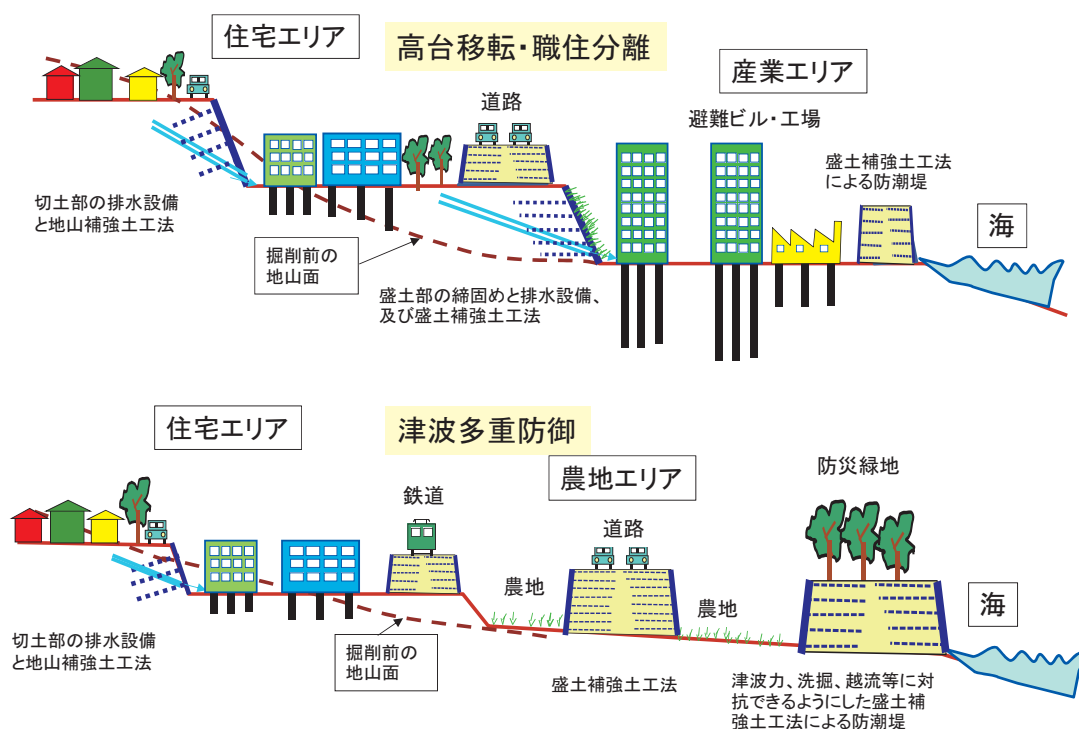 住宅エリア
高台移転・職住分離
産業エリア
道路
避難ビル・工場
盛土補強土工法
による防潮堤
切土部の排水設備
と地山補強土工法
海
掘削前の
地山面
盛土部の締固めと排水設備、
及び盛土補強土工法
住宅エリア
津波多重防御
農地エリア
防災緑地
鉄道
道路
農地
農地
海
切土部の排水設備
と地山補強土工法
掘削前の
地山面
盛土補強土工法
津波力、洗掘、越流等に対
抗できるようにした盛土補
強土工法による防潮堤